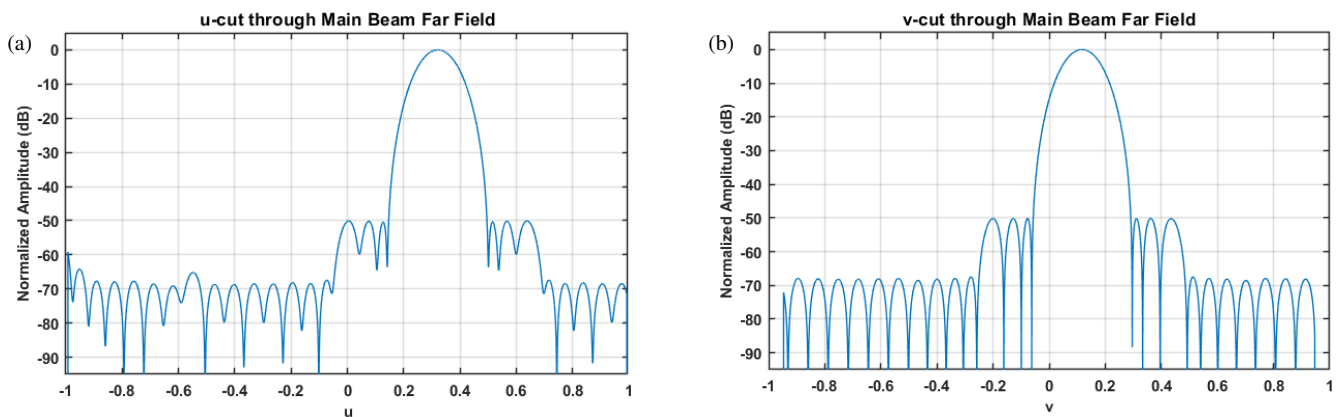 (a)
u-cut through Main Beam Far Field
Normalized Amplitude (dB)
0
-10
-20
-30
-40
-50
-60
-70
-80
-90
-1 -0.8 -0.6 -0.4 -0.2 0 0.2 0.4 0.6 0.8 1
u
(b)
v-cut through Main Beam Far Field
Normalized Amplitude (dB)
0
-10
-20
-30
-40
-50
-60
-70
-80
-90
-1 -0.8 -0.6 -0.4 -0.2 0 0.2 0.4 0.6 0.8 1
v